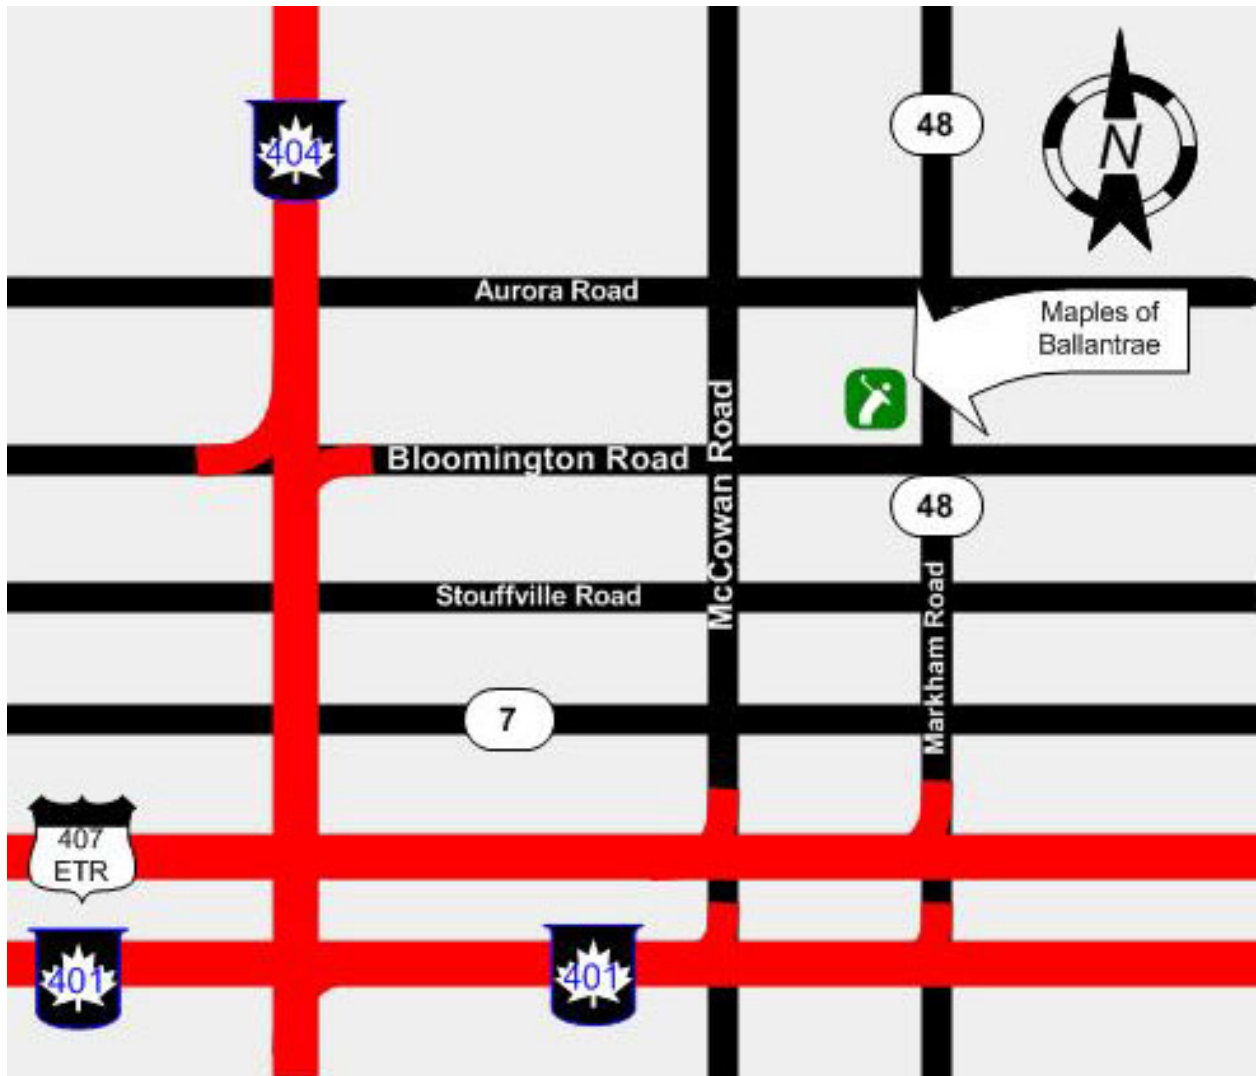 404
48
N
Aurora Road
Maples of
Ballantrae
McCowan Road
Bloomington Road
48
Stouffville Road
Markham Road
7
407
ETR
401
401